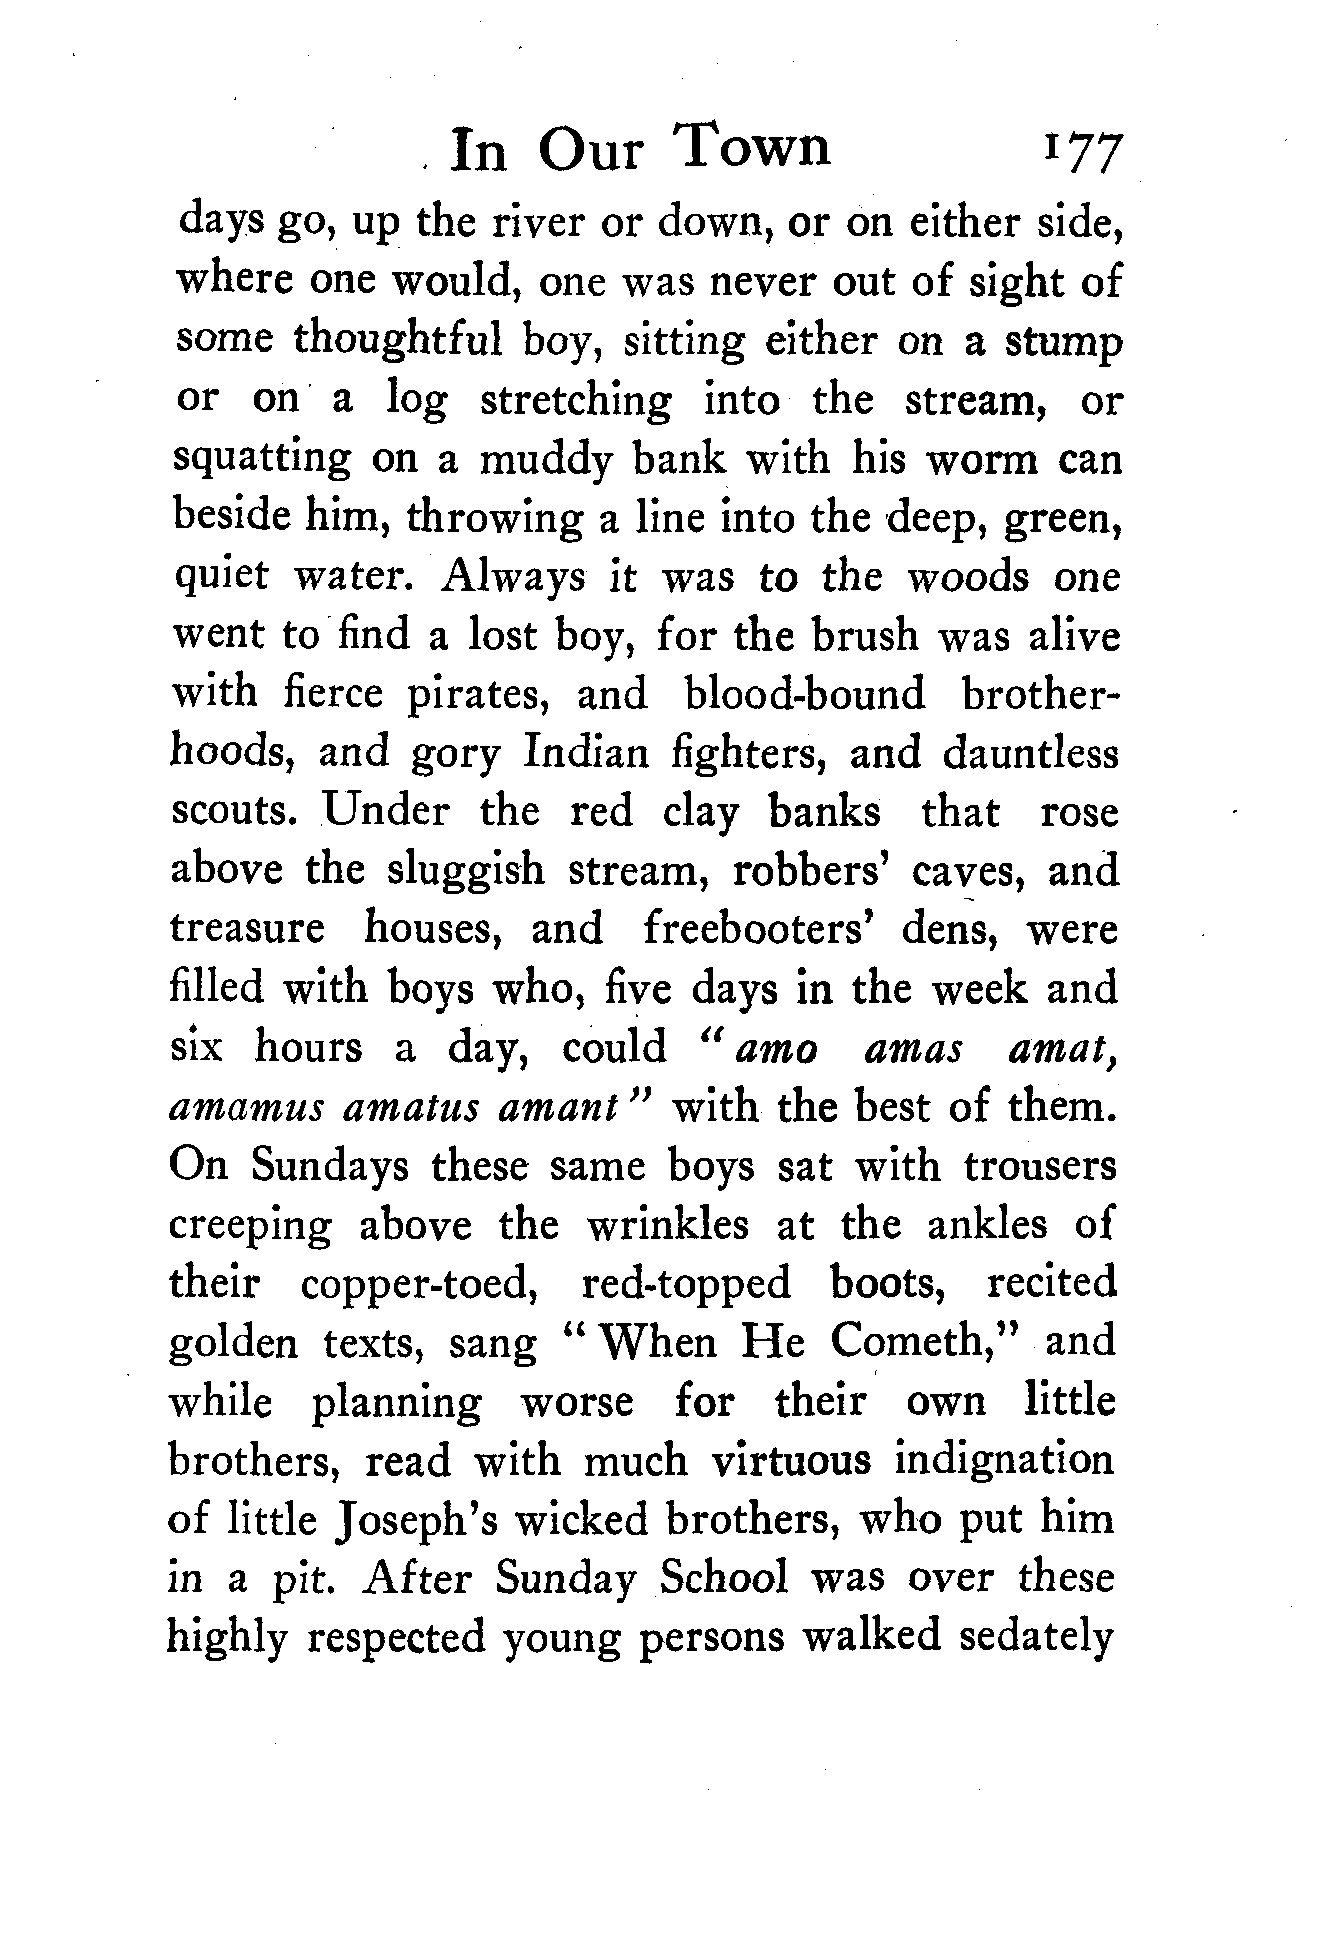 In Our Town 177
days go, up the river or down, or on either side,
where one would, one was never out of sight of
some thoughtful boy, sitting either on a stump
or on a log stretching into the stream, or
squatting on a muddy bank with his worm can
beside him, throwing a line into the deep, green,
quiet water. Always it was to the woods one
went to find a lost boy, for the brush was alive
with fierce pirates, and blood-bound brother-
hoods, and gory Indian fighters, and dauntless
scouts. Under the red clay banks that rose
above the sluggish stream, robbers' caves, and
treasure houses, and freebooters' dens, were
filled with boys who, five days in the week and
six hours a day, could “ amo amas amat,
amamus amatus amant ” with the best of them.
On Sundays these same boys sat with trousers
creeping above the wrinkles at the ankles of
their copper-toed, red-topped boots, recited
golden texts, sang “ When He Cometh,” and
while planning worse for their own little
brothers, read with much virtuous indignation
of little Joseph's wicked brothers, who put him
in a pit. After Sunday School was over these
highly respected young persons walked sedately